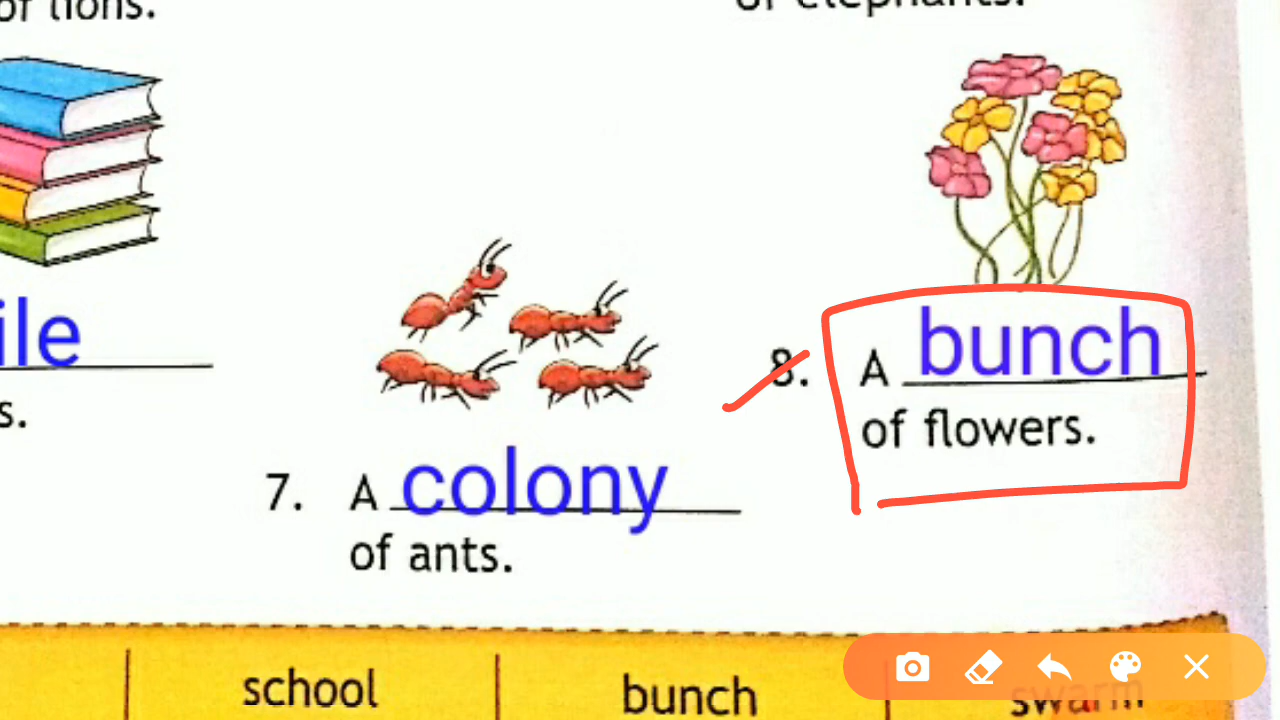 of lions.
of elephants.
ile
s.
7. A colony
of ants.
8. A bunch
of flowers.
school
bunch
swarm